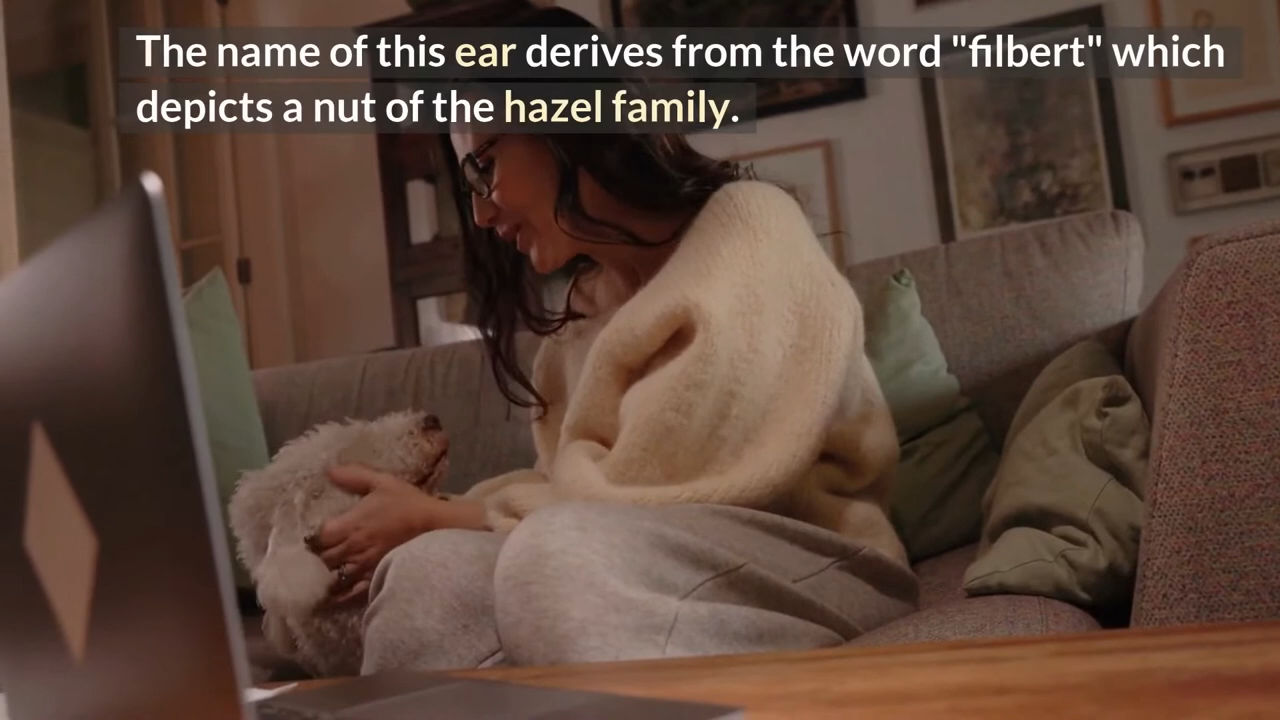 The name of this ear derives from the word "filbert" which
depicts a nut of the hazel family.